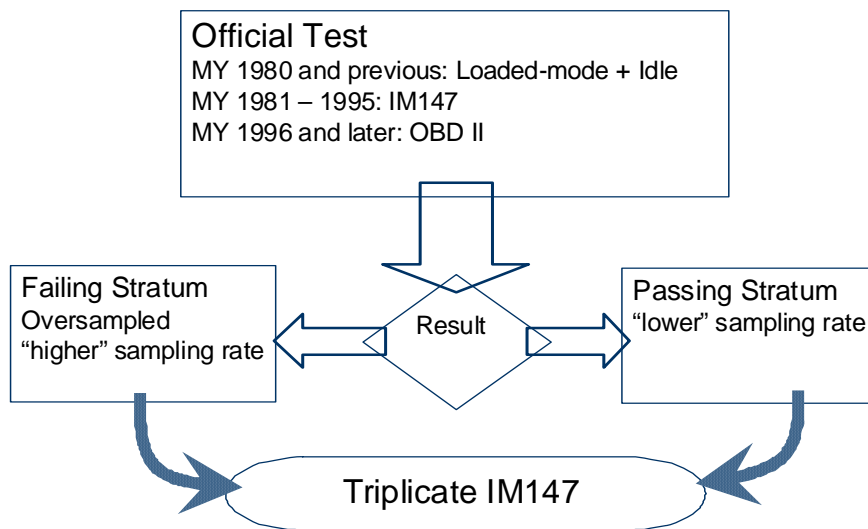 Official Test
MY 1980 and previous: Loaded-mode + Idle
MY 1981 – 1995: IM147
MY 1996 and later: OBD II
Failing Stratum
Oversampled
“higher” sampling rate
Result
Passing Stratum
“lower” sampling rate
Triplicate IM147